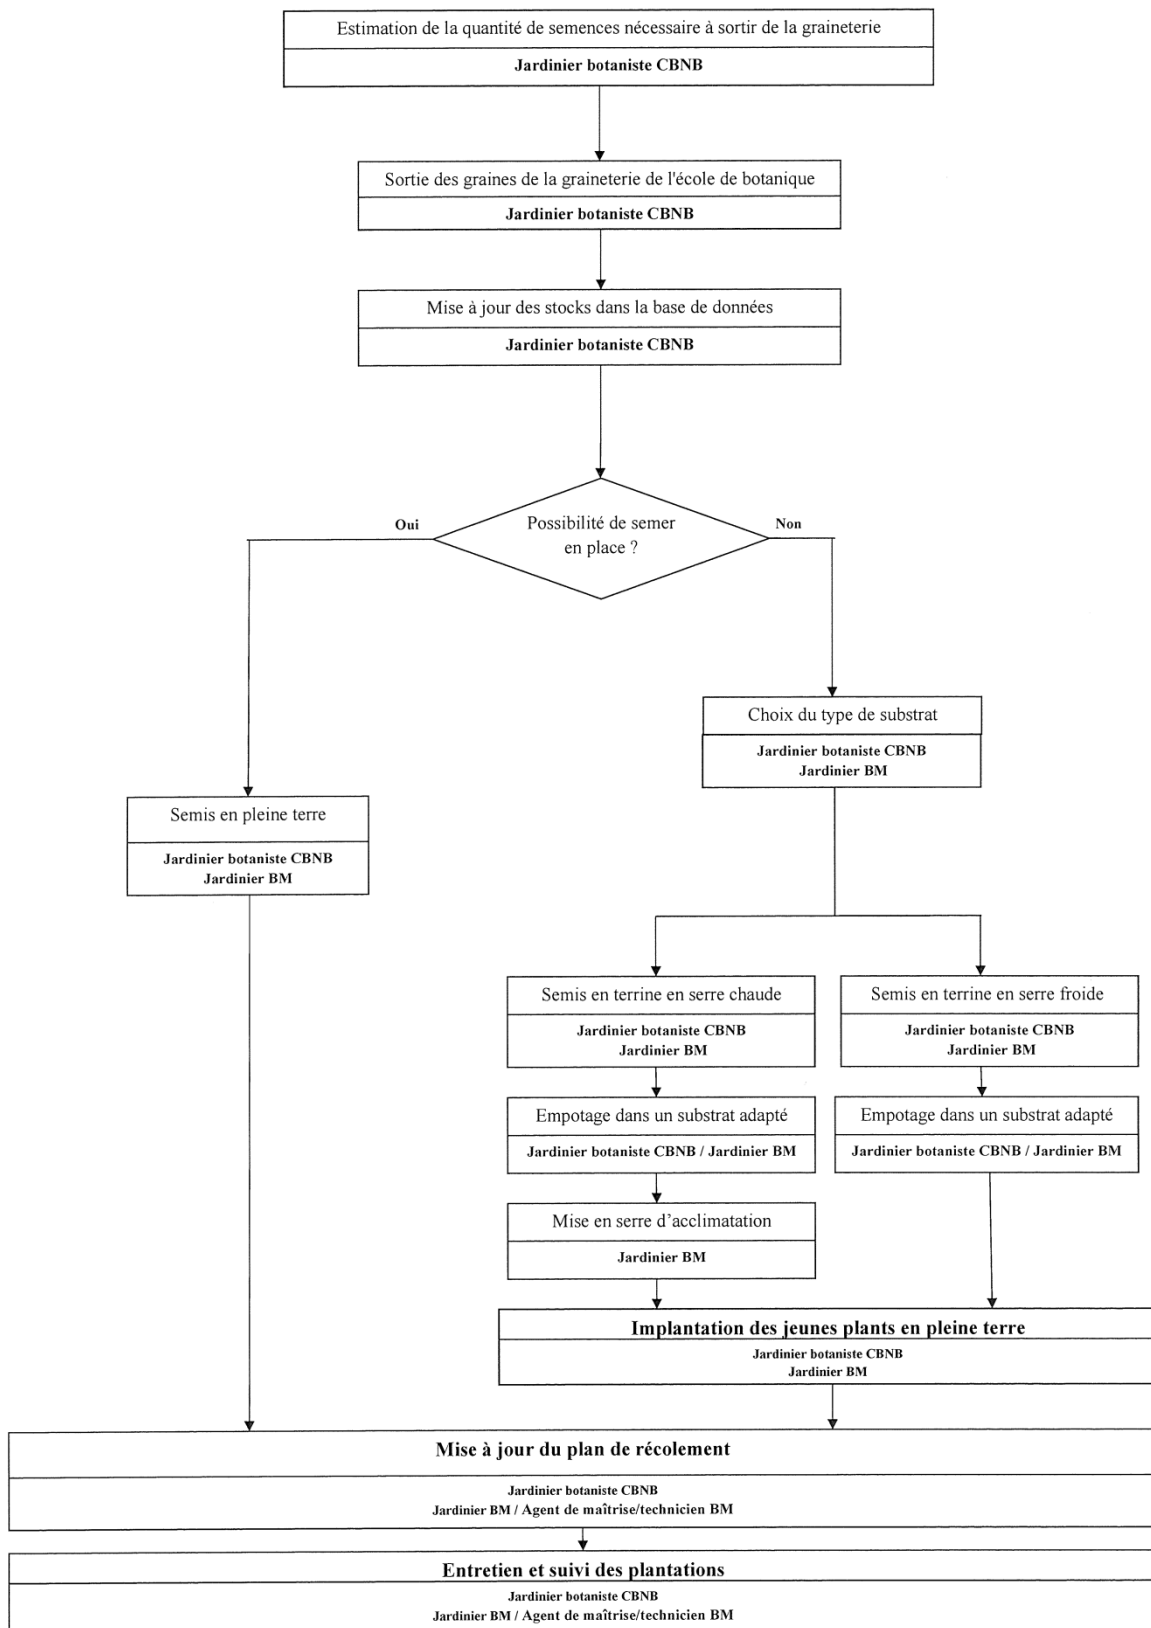 Estimation de la quantité de semences nécessaire à sortir de la graineterie
Jardinier botaniste CBNB
Sortie des graines de la graineterie de l'école de botanique
Jardinier botaniste CBNB
Mise à jour des stocks dans la base de données
Jardinier botaniste CBNB
Oui
Possibilité de semer
en place ?
Non
Choix du type de substrat
Jardinier botaniste CBNB
Jardinier BM
Semis en pleine terre
Jardinier botaniste CBNB
Jardinier BM
Semis en terrine en serre chaude
Jardinier botaniste CBNB
Jardinier BM
Semis en terrine en serre froide
Jardinier botaniste CBNB
Jardinier BM
Empotage dans un substrat adapté
Jardinier botaniste CBNB / Jardinier BM
Empotage dans un substrat adapté
Jardinier botaniste CBNB / Jardinier BM
Mise en serre d’acclimatation
Jardinier BM
Implantation des jeunes plants en pleine terre
Jardinier botaniste CBNB
Jardinier BM
Mise à jour du plan de récolement
Jardinier botaniste CBNB
Jardinier BM / Agent de maîtrise/technicien BM
Entretien et suivi des plantations
Jardinier botaniste CBNB
Jardinier BM / Agent de maîtrise/technicien BM